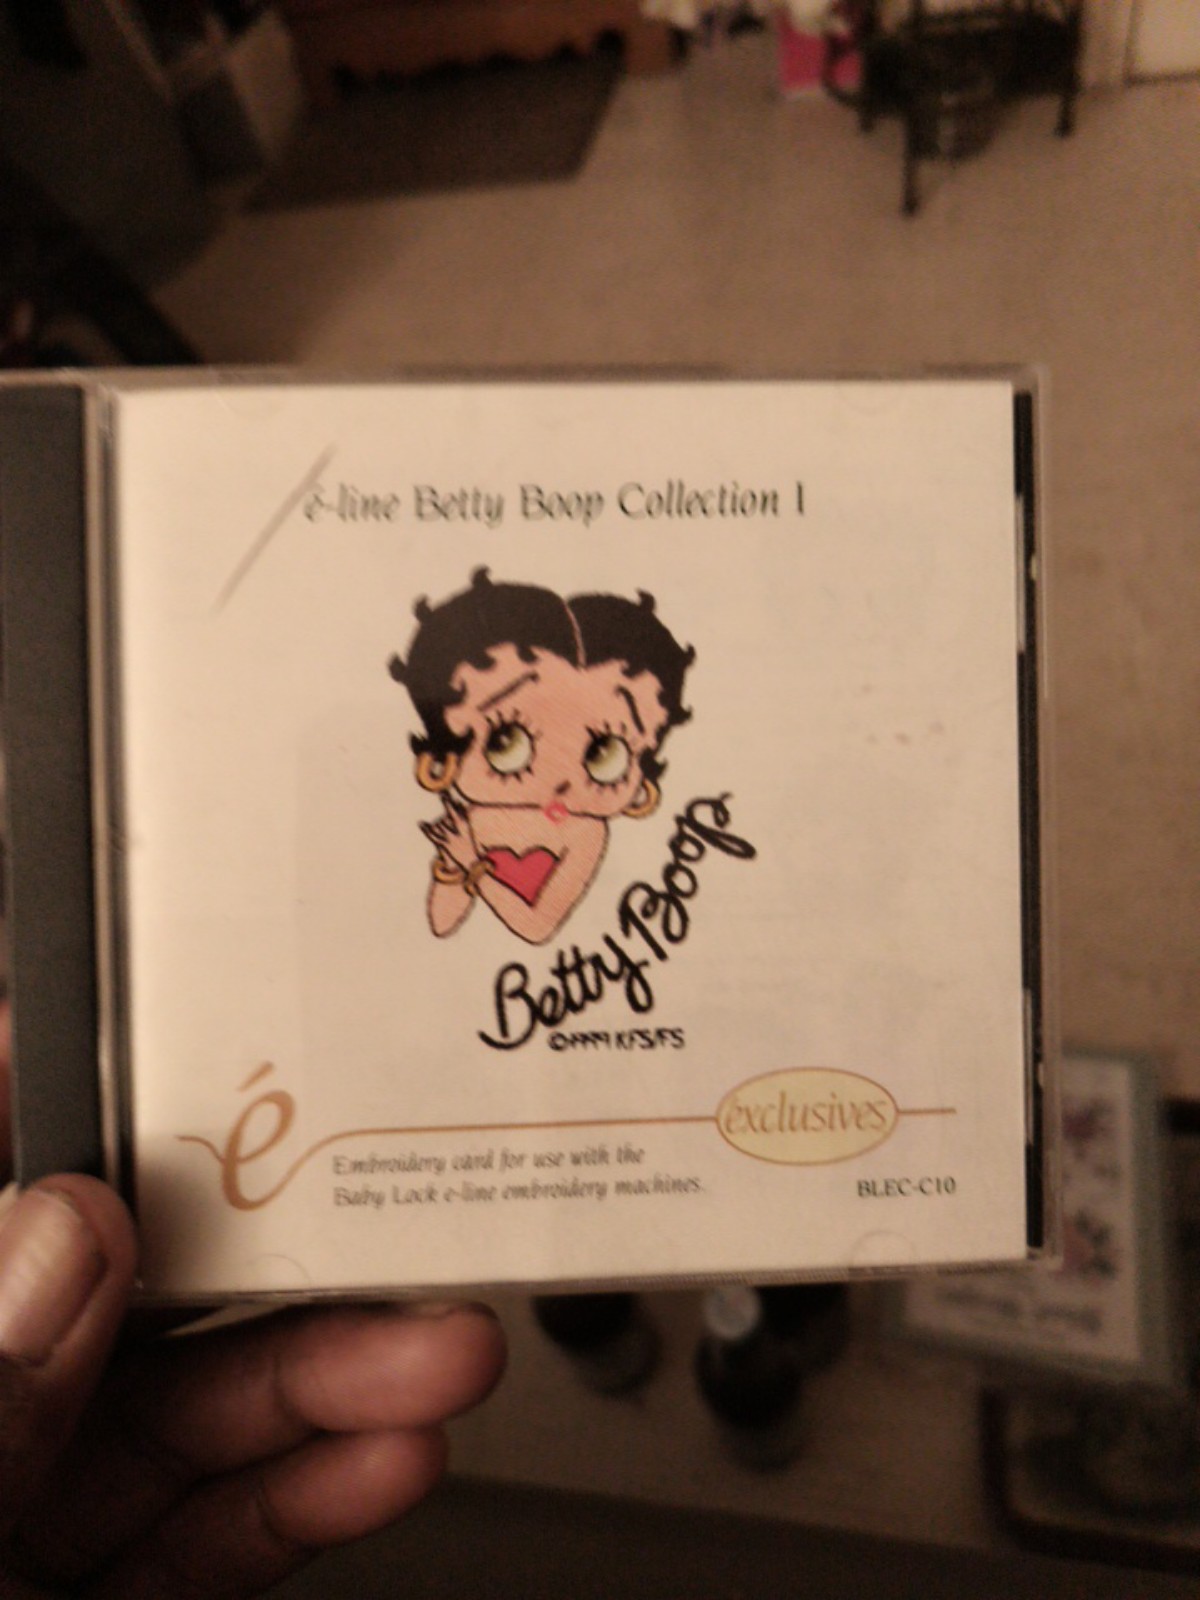 é-line Betty Boop Collection I
Betty Boop
©1999 KFS/FS
é
éxclusives
Embroidery card for use with the
Baby Lock e-line embroidery machines.
BLEC-C10